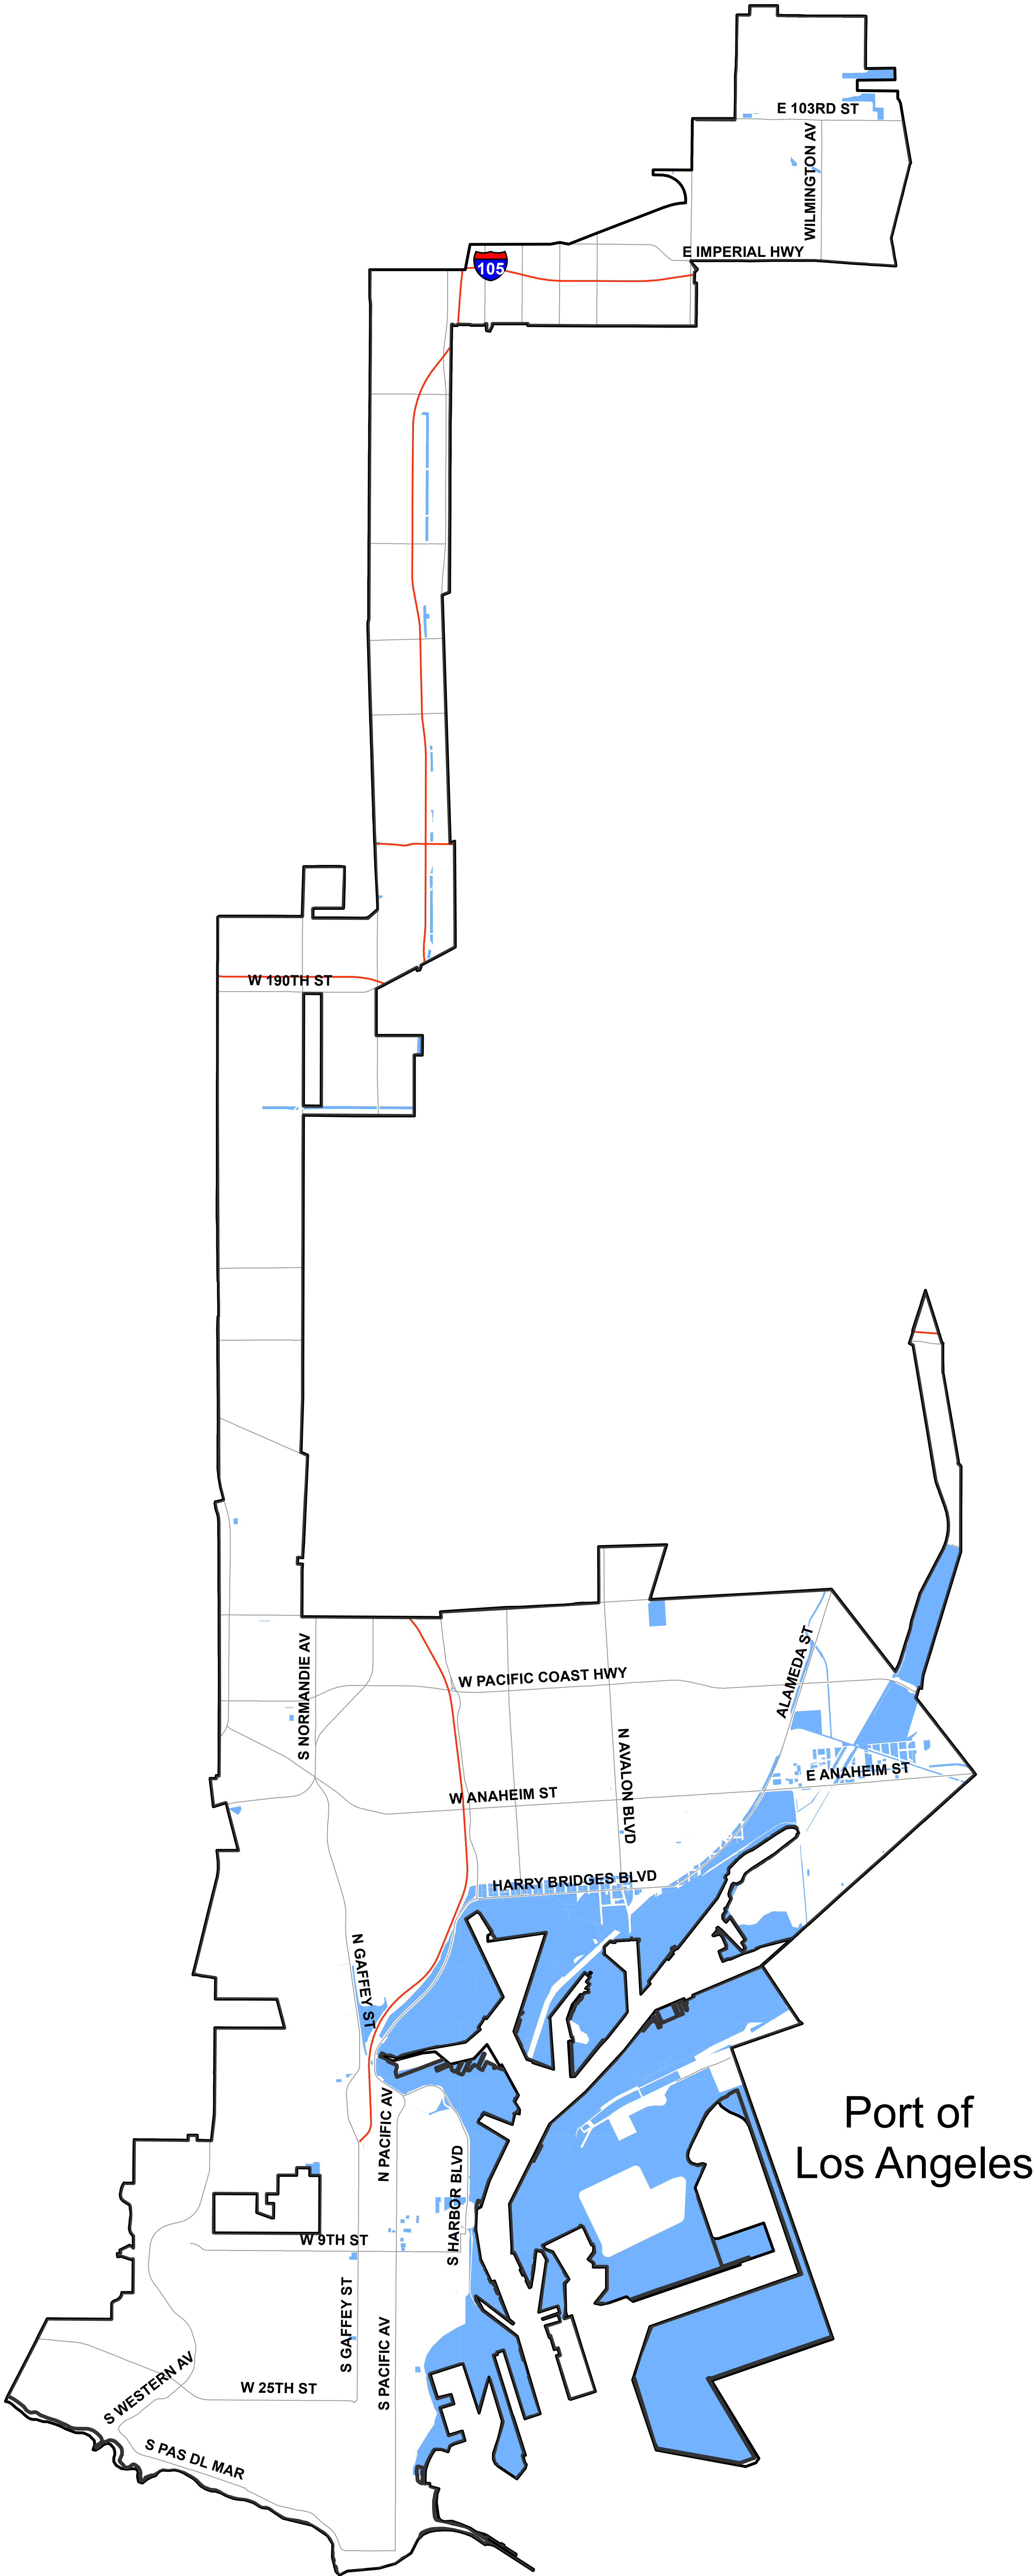 E 103RD ST
WILMINGTON AV
E IMPERIAL HWY
105
W 190TH ST
S NORMANDIE AV
W PACIFIC COAST HWY
ALAMEDA ST
N AVALON BLVD
E ANAHEIM ST
W ANAHEIM ST
HARRY BRIDGES BLVD
N GAFFEY ST
N PACIFIC AV
Port of
Los Angeles
S HARBOR BLVD
W 9TH ST
S GAFFEY ST
S PACIFIC AV
S WESTERN AV
W 25TH ST
S PAS DL MAR